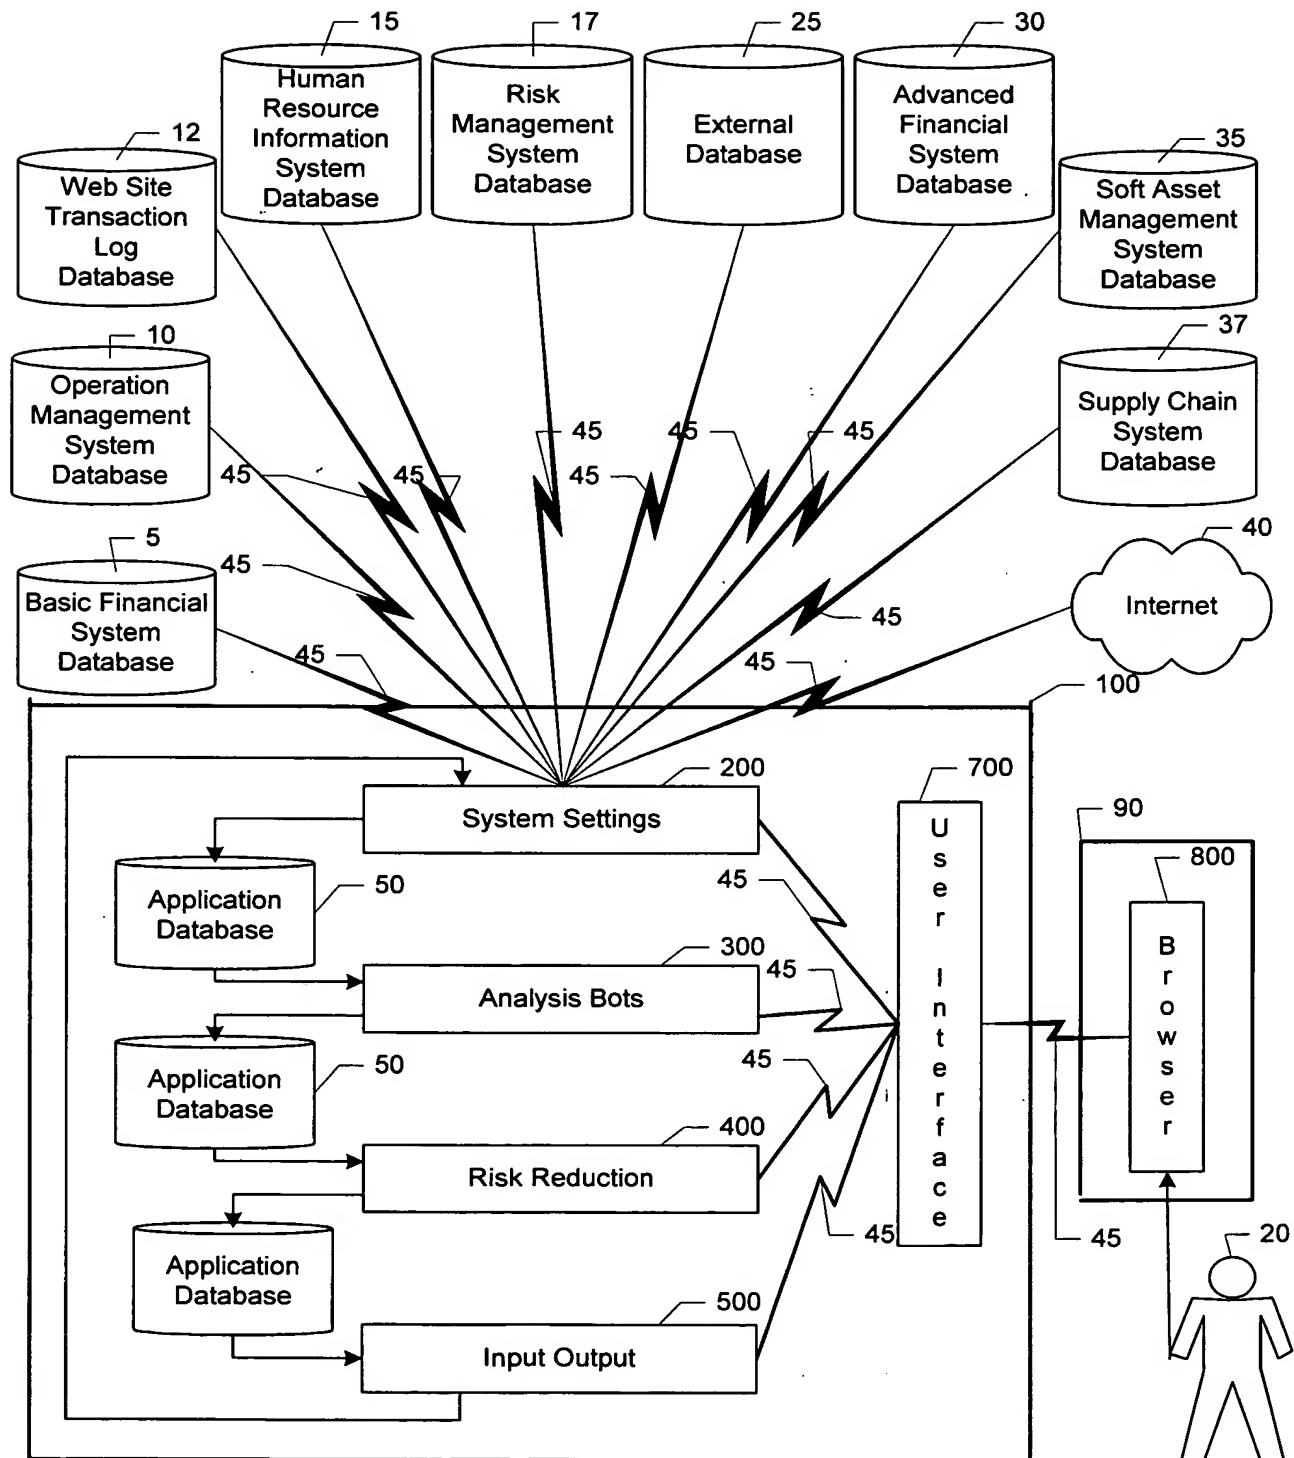 15
17
25
30
Human
Resource
Information
System
Database
Risk
Management
System
Database
External
Database
Advanced
Financial
System
Database
12
35
Web Site
Transaction
Log
Database
Soft Asset
Management
System
Database
10
37
Operation
Management
System
Database
Supply Chain
System
Database
45
45
45
45
45
45
5
45
40
Basic Financial
System
Database
Internet
45
45
45
100
200
700
System Settings
User Interface
90
800
Browser
50
Application
Database
45
300
45
Analysis Bots
50
Application
Database
45
400
Risk Reduction
45
45
20
Application
Database
500
Input Output